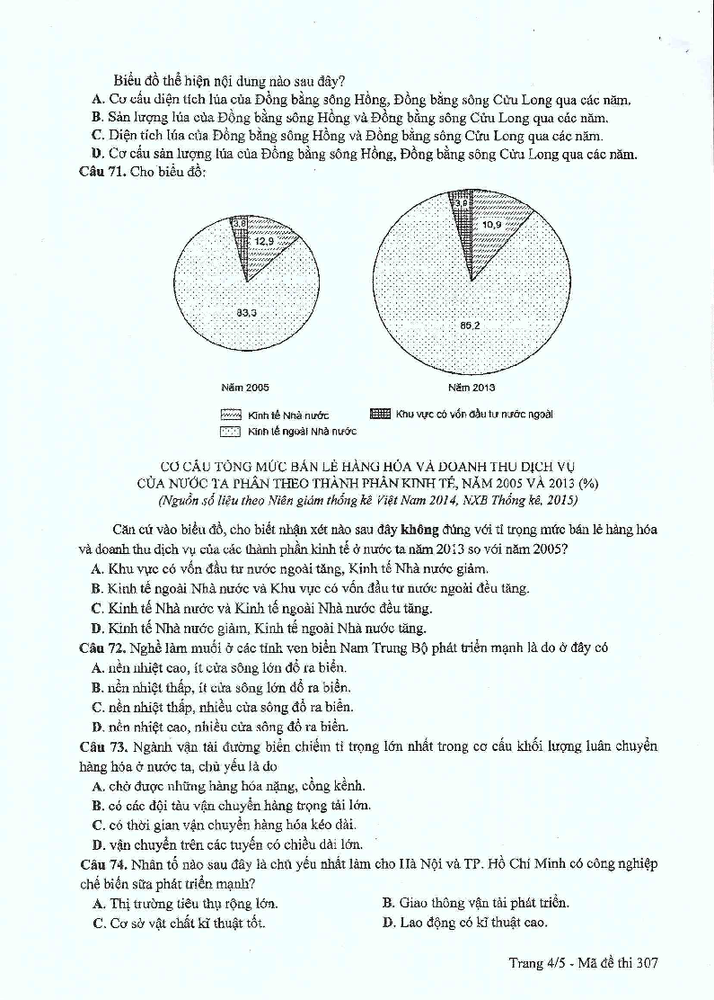 Biểu đồ thể hiện nội dung nào sau đây?
A. Cơ cấu diện tích lúa của Đồng bằng sông Hồng, Đồng bằng sông Cửu Long qua các năm.
B. Sản lượng lúa của Đồng bằng sông Hồng và Đồng bằng sông Cửu Long qua các năm.
C. Diện tích lúa của Đồng bằng sông Hồng và Đồng bằng sông Cửu Long qua các năm.
D. Cơ cấu sản lượng lúa của Đồng bằng sông Hồng, Đồng bằng sông Cửu Long qua các năm.
Câu 71. Cho biểu đồ:
3,8
12,9
83,3
3,9
10,9
85,2
Năm 2005
Năm 2013
Kinh tế Nhà nước
Khu vực có vốn đầu tư nước ngoài
Kinh tế ngoài Nhà nước
CƠ CẤU TỔNG MỨC BÁN LẺ HÀNG HÓA VÀ DOANH THU DỊCH VỤ
CỦA NƯỚC TA PHÂN THEO THÀNH PHẦN KINH TẾ, NĂM 2005 VÀ 2013 (%)
(Nguồn số liệu theo Niên giám thống kê Việt Nam 2014, NXB Thống kê, 2015)
Căn cứ vào biểu đồ, cho biết nhận xét nào sau đây không đúng với tỉ trọng mức bán lẻ hàng hóa
và doanh thu dịch vụ của các thành phần kinh tế ở nước ta năm 2013 so với năm 2005?
A. Khu vực có vốn đầu tư nước ngoài tăng, Kinh tế Nhà nước giảm.
B. Kinh tế ngoài Nhà nước và Khu vực có vốn đầu tư nước ngoài đều tăng.
C. Kinh tế Nhà nước và Kinh tế ngoài Nhà nước đều tăng.
D. Kinh tế Nhà nước giảm, Kinh tế ngoài Nhà nước tăng.
Câu 72. Nghề làm muối ở các tỉnh ven biển Nam Trung Bộ phát triển mạnh là do ở đây có
A. nền nhiệt cao, ít cửa sông lớn đổ ra biển.
B. nền nhiệt thấp, ít cửa sông lớn đổ ra biển.
C. nền nhiệt thấp, nhiều cửa sông đổ ra biển.
D. nền nhiệt cao, nhiều cửa sông đổ ra biển.
Câu 73. Ngành vận tải đường biển chiếm tỉ trọng lớn nhất trong cơ cấu khối lượng luân chuyển
hàng hóa ở nước ta, chủ yếu là do
A. chở được những hàng hóa nặng, cồng kềnh.
B. có các đội tàu vận chuyển hàng trọng tải lớn.
C. có thời gian vận chuyển hàng hóa kéo dài.
D. vận chuyển trên các tuyến có chiều dài lớn.
Câu 74. Nhân tố nào sau đây là chủ yếu nhất làm cho Hà Nội và TP. Hồ Chí Minh có công nghiệp
chế biến sữa phát triển mạnh?
A. Thị trường tiêu thụ rộng lớn.
B. Giao thông vận tải phát triển.
C. Cơ sở vật chất kĩ thuật tốt.
D. Lao động có kĩ thuật cao.
Trang 4/5 - Mã đề thi 307